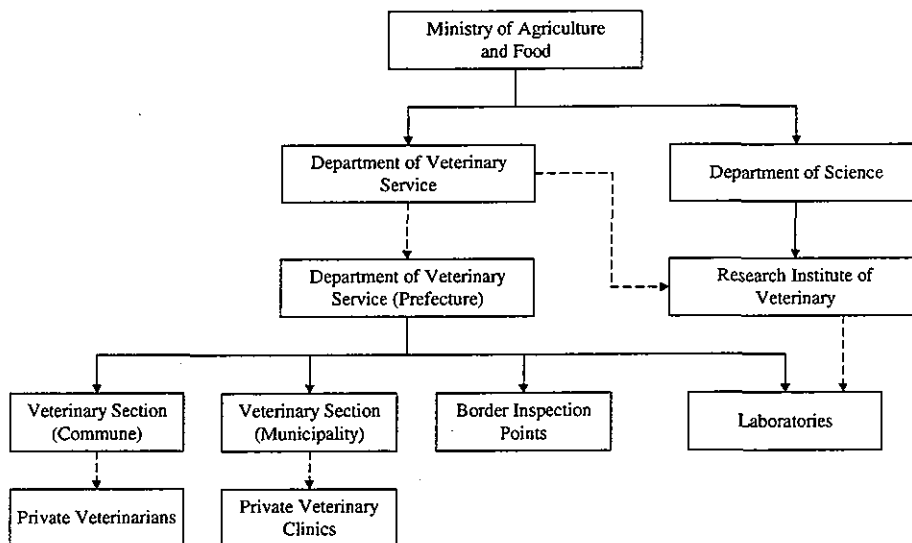 Ministry of Agriculture
and Food
Department of Veterinary
Service
Department of Science
Department of Veterinary
Service (Prefecture)
Research Institute of
Veterinary
Veterinary Section
(Commune)
Veterinary Section
(Municipality)
Border Inspection
Points
Laboratories
Private Veterinarians
Private Veterinary
Clinics